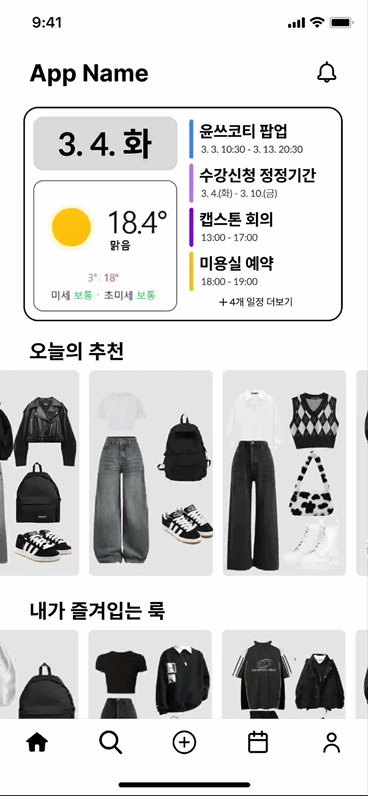 9:41
App Name
3. 4. 화
18.4°
맑음
3° / 18°
미세 보통 · 초미세 보통
윤쓰코티 팝업
3. 3. 10:30 - 3. 13. 20:30
수강신청 정정기간
3. 4.(화) - 3. 10.(금)
캡스톤 회의
13:00 - 17:00
미용실 예약
18:00 - 19:00
+ 4개 일정 더보기
오늘의 추천
내가 즐겨입는 룩